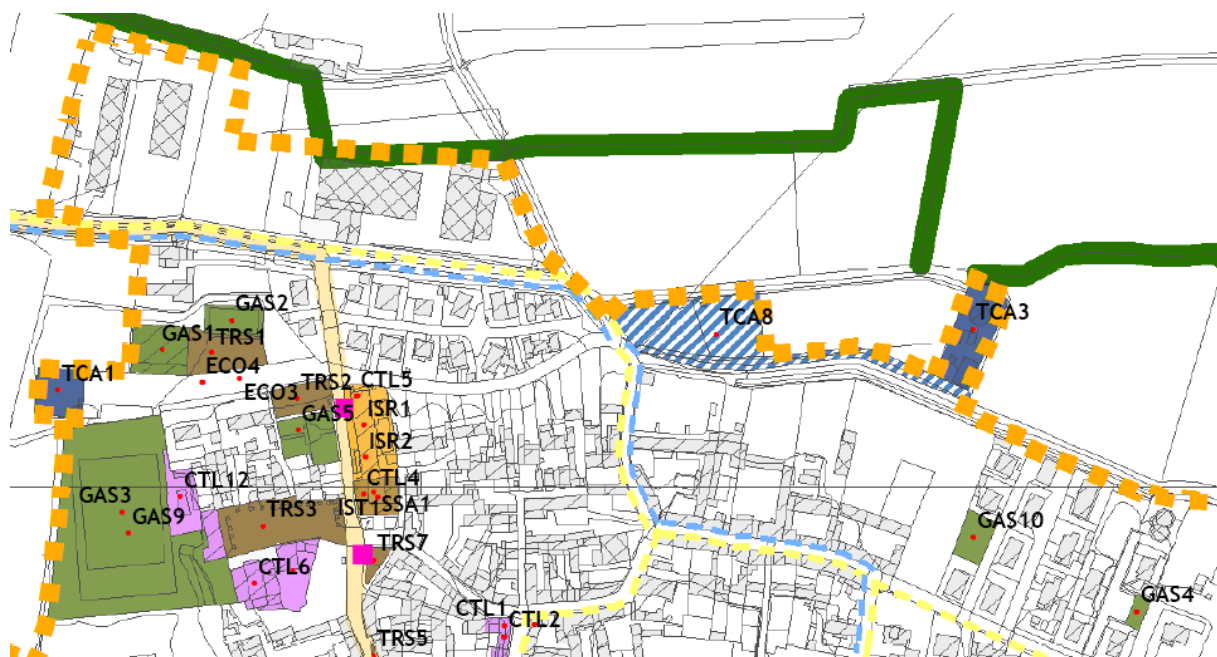 GAS2
TCA3
TCA8
GAS1
TRS1
ECO4
TCA1
ECO3
TRS2
CTL5
GAS5
ISR1
ISR2
CTL12
CTL4
GAS3
IST1
SSA1
GAS9
TRS3
GAS10
TRS7
CTL6
GAS4
CTL1
CTL2
TRS5